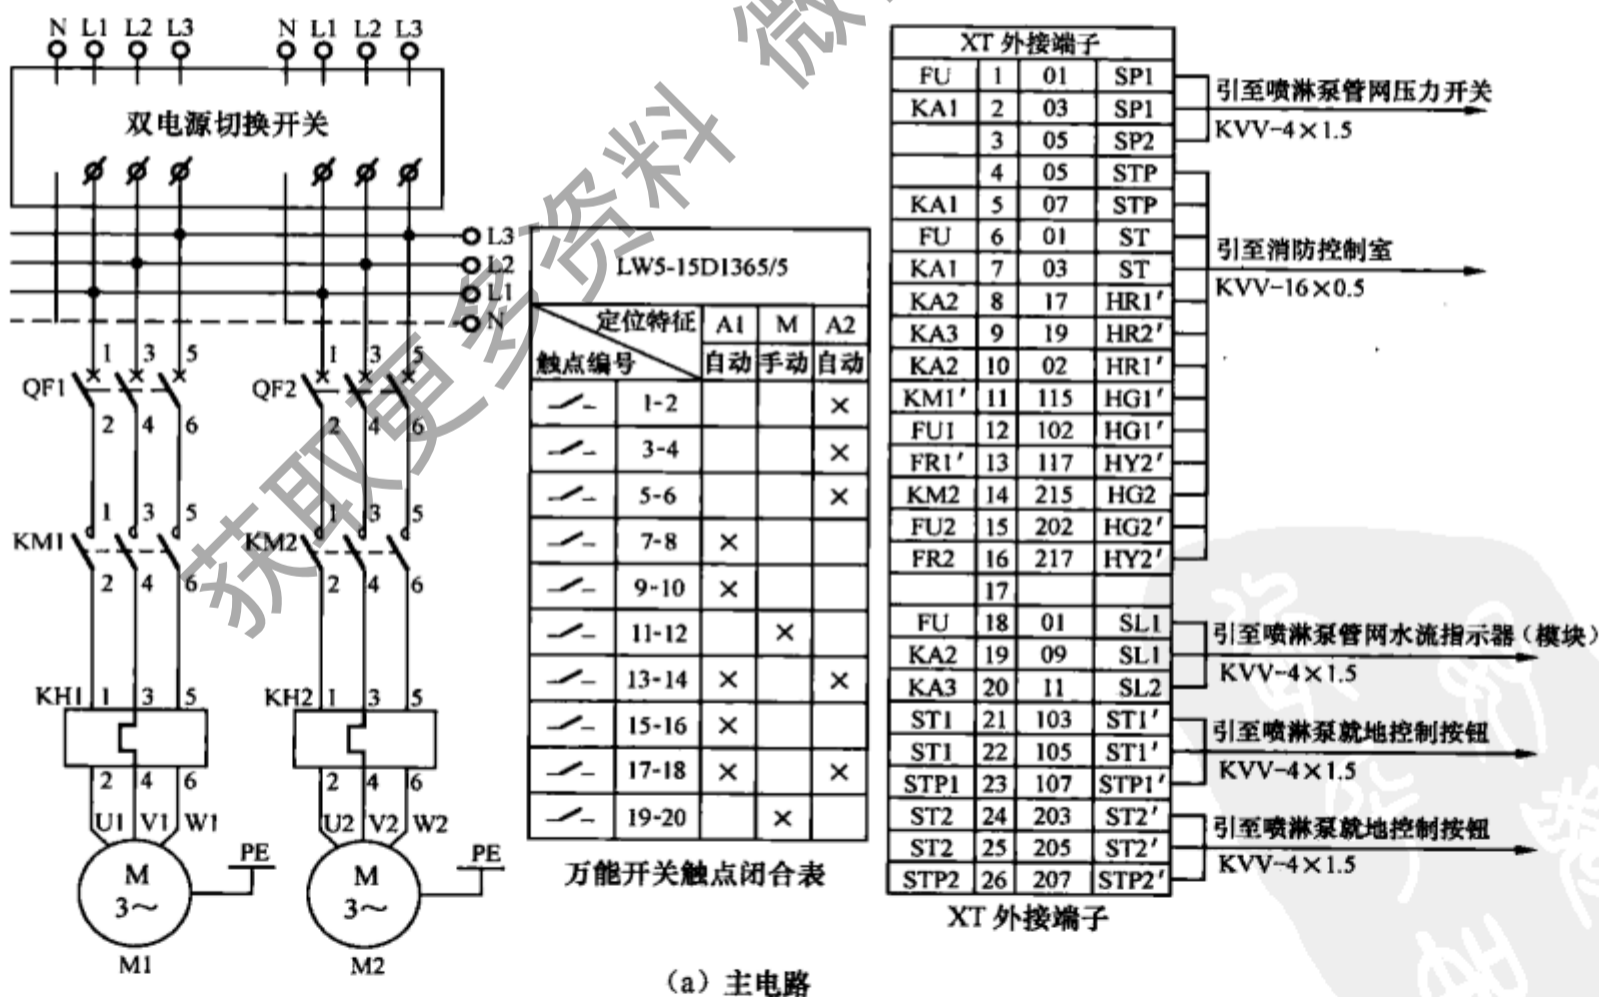 N L1 L2 L3 N L1 L2 L3
双电源切换开关
L3
L2
L1
N
1 3 5 1 3 5
QF1 QF2
2 4 6 2 4 6
1 3 5 1 3 5
KM1 KM2
2 4 6 2 4 6
KH1 1 3 5 KH2 1 3 5
2 4 6 2 4 6
U1 V1 W1 U2 V2 W2
M 3～ PE M 3～ PE
M1 M2
LW5-15D1365/5
定位特征 A1 M A2
触点编号 自动 手动 自动
1-2 ×
3-4 ×
5-6 ×
7-8 ×
9-10 ×
11-12 ×
13-14 × ×
15-16 ×
17-18 × ×
19-20 ×
万能开关触点闭合表
XT 外接端子
FU 1 01 SP1
KA1 2 03 SP1
3 05 SP2
4 05 STP
KA1 5 07 STP
FU 6 01 ST
KA1 7 03 ST
KA2 8 17 HR1′
KA3 9 19 HR2′
KA2 10 02 HR1′
KM1′ 11 115 HG1′
FU1 12 102 HG1′
FR1′ 13 117 HY2′
KM2 14 215 HG2
FU2 15 202 HG2′
FR2 16 217 HY2′
17
FU 18 01 SL1
KA2 19 09 SL1
KA3 20 11 SL2
ST1 21 103 ST1′
ST1 22 105 ST1′
STP1 23 107 STP1′
ST2 24 203 ST2′
ST2 25 205 ST2′
STP2 26 207 STP2′
XT 外接端子
引至喷淋泵管网压力开关
KVV-4×1.5
引至消防控制室
KVV-16×0.5
引至喷淋泵管网水流指示器（模块）
KVV-4×1.5
引至喷淋泵就地控制按钮
KVV-4×1.5
引至喷淋泵就地控制按钮
KVV-4×1.5
(a) 主电路
获取更多资料 微